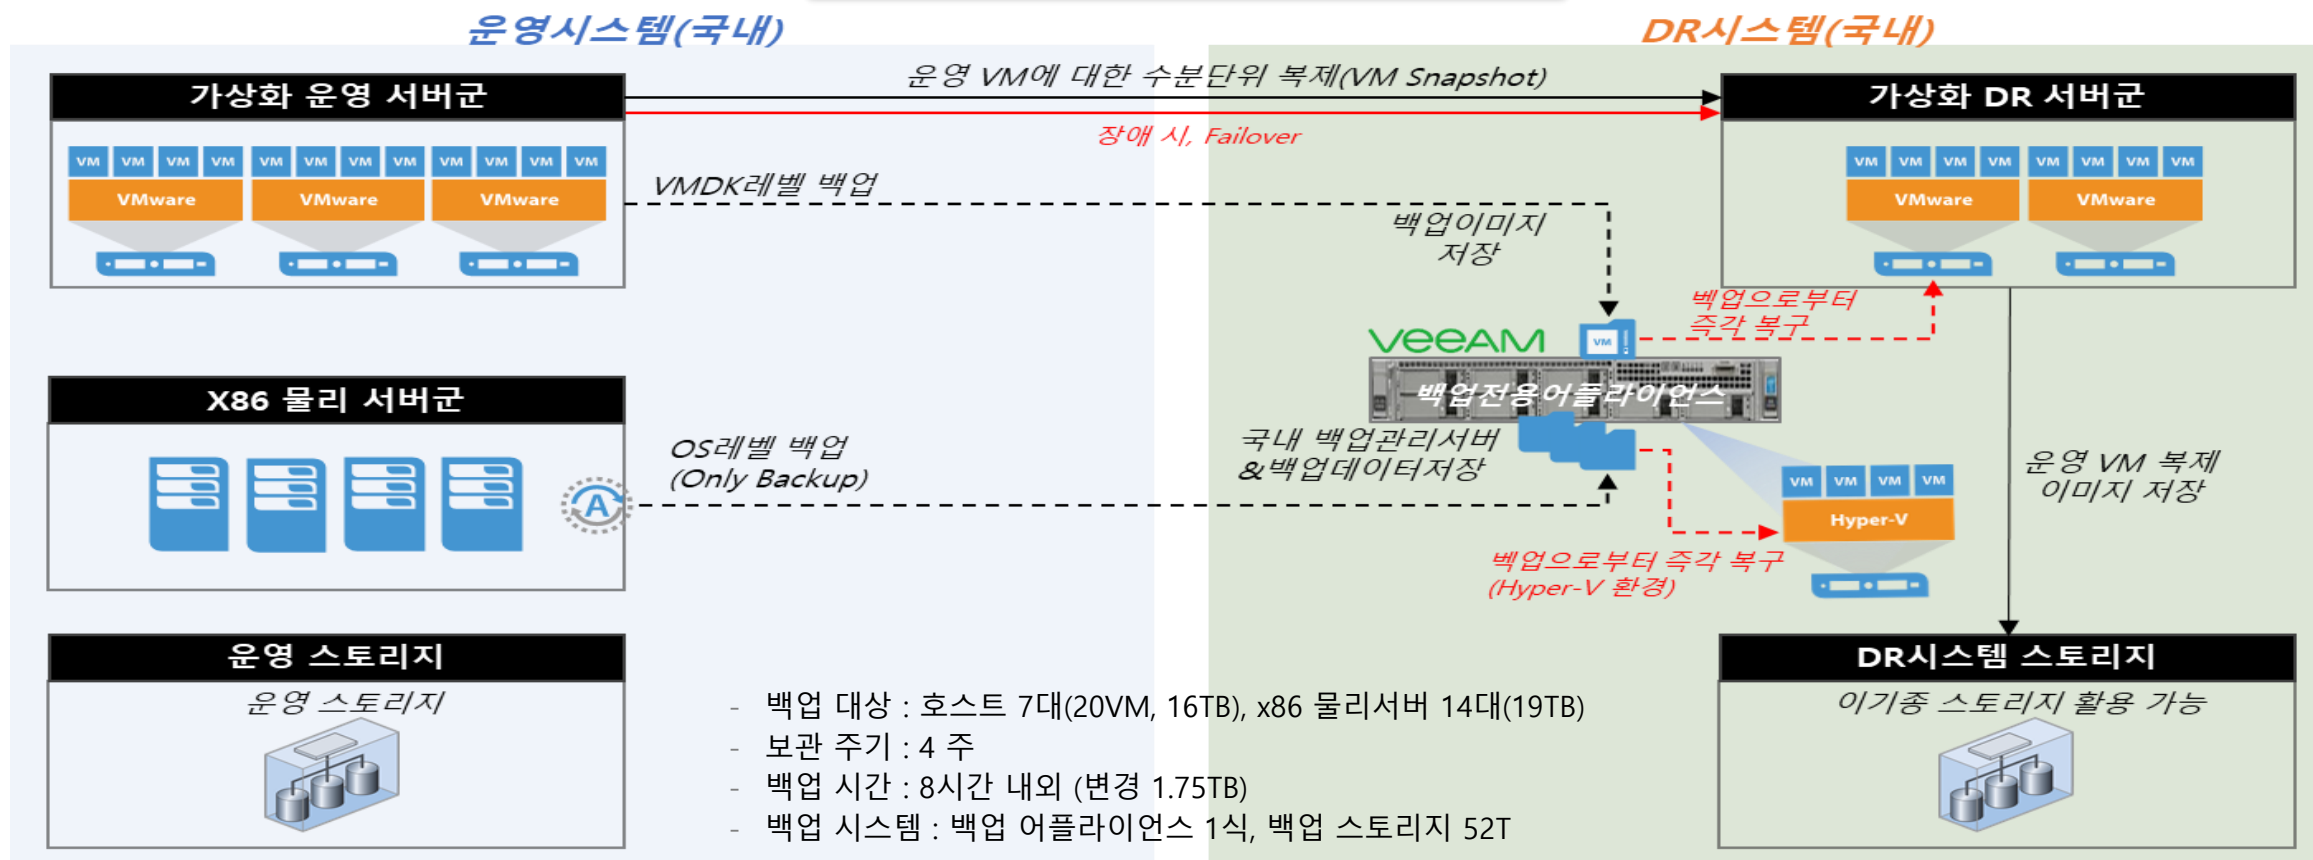 운영시스템(국내)
DR시스템(국내)
가상화 운영 서버군
VM VM VM VM VM VM VM VM VM VM VM VM
VMware VMware VMware
운영 VM에 대한 수분단위 복제(VM Snapshot)
장애 시, Failover
가상화 DR 서버군
VM VM VM VM VM VM VM VM
VMware VMware
VMDK레벨 백업
백업이미지
저장
벡업으로부터
즉각 복구
veeAM
VM
백업전용어플라이언스
X86 물리 서버군
A
OS레벨 백업
(Only Backup)
국내 백업관리서버
&백업데이터저장
VM VM VM VM
Hyper-V
벡업으로부터 즉각 복구
(Hyper-V 환경)
운영 VM 복제
이미지 저장
운영 스토리지
운영 스토리지
DR시스템 스토리지
이기종 스토리지 활용 가능
- 백업 대상 : 호스트 7대(20VM, 16TB), x86 물리서버 14대(19TB)
- 보관 주기 : 4 주
- 백업 시간 : 8시간 내외 (변경 1.75TB)
- 백업 시스템 : 백업 어플라이언스 1식, 백업 스토리지 52T